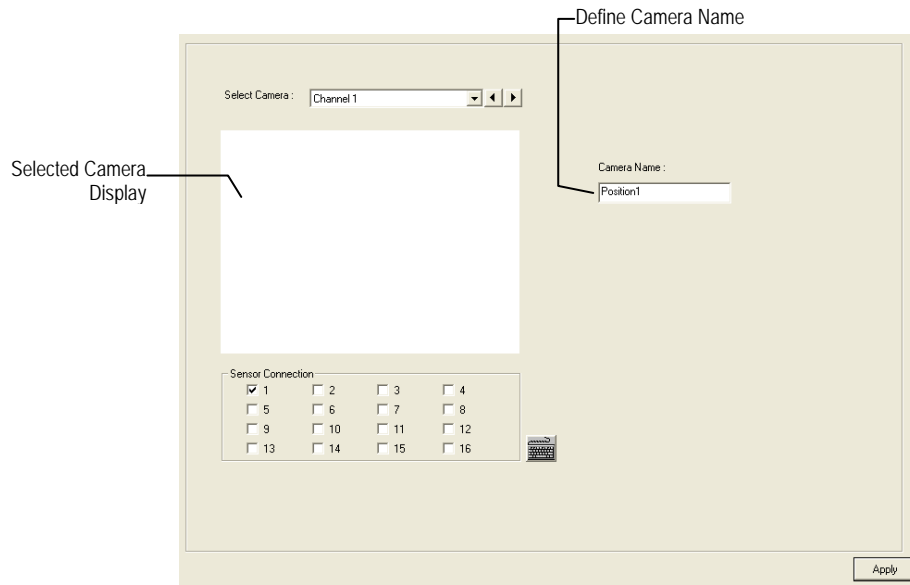 Define Camera Name
Select Camera : Channel 1
Selected Camera
Display
Camera Name :
Position1
Sensor Connection
1 2 3 4
5 6 7 8
9 10 11 12
13 14 15 16
Apply